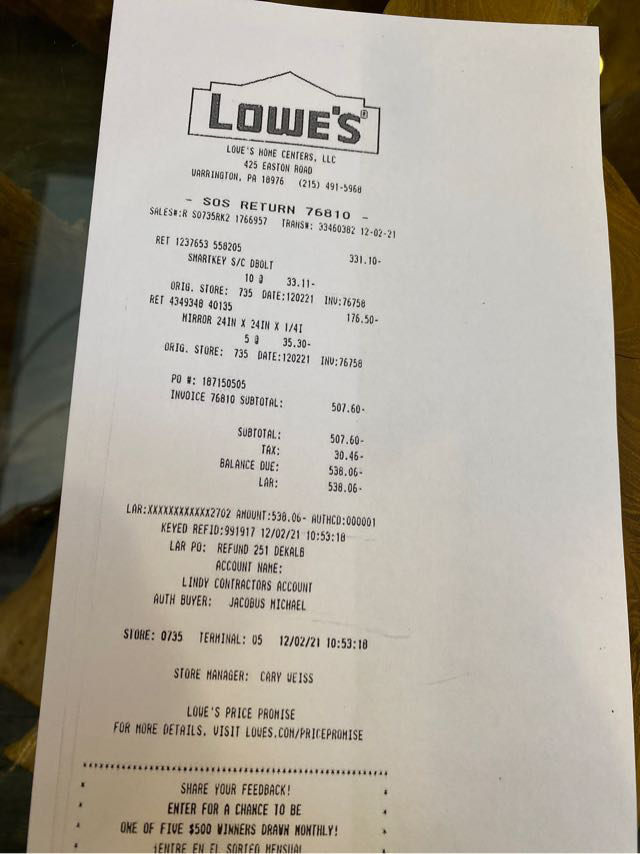 LOWE'S®
LOWE'S HOME CENTERS, LLC
425 EASTON ROAD
WARRINGTON, PA 18976 (215) 491-5968
- SOS RETURN 76810 -
SALES#:R S0735RK2 1766957 TRANS#: 33460382 12-02-21
RET 1237653 558205 331.10-
SMARTKEY S/C DBOLT
10 @ 33.11-
ORIG. STORE: 735 DATE:120221 INV:76758
RET 4349348 40135 176.50-
MIRROR 24IN X 24IN X 1/4I
5 @ 35.30-
ORIG. STORE: 735 DATE:120221 INV:76758
PO #: 187150505
INVOICE 76810 SUBTOTAL: 507.60-
SUBTOTAL: 507.60-
TAX: 30.46-
BALANCE DUE: 538.06-
LAR: 538.06-
LAR:XXXXXXXXXXXX2702 AMOUNT:538.06- AUTHCD:000001
KEYED REFID:991917 12/02/21 10:53:18
LAR PO: REFUND 251 DEKALB
ACCOUNT NAME:
LINDY CONTRACTORS ACCOUNT
AUTH BUYER: JACOBUS MICHAEL
STORE: 0735 TERMINAL: 05 12/02/21 10:53:18
STORE MANAGER: CARY WEISS
LOWE'S PRICE PROMISE
FOR MORE DETAILS, VISIT LOWES.COM/PRICEPROMISE
***********************************************
* SHARE YOUR FEEDBACK! *
* ENTER FOR A CHANCE TO BE *
* ONE OF FIVE $500 WINNERS DRAWN MONTHLY! *
* ¡ENTRE EN EL SORTEO MENSUAL *